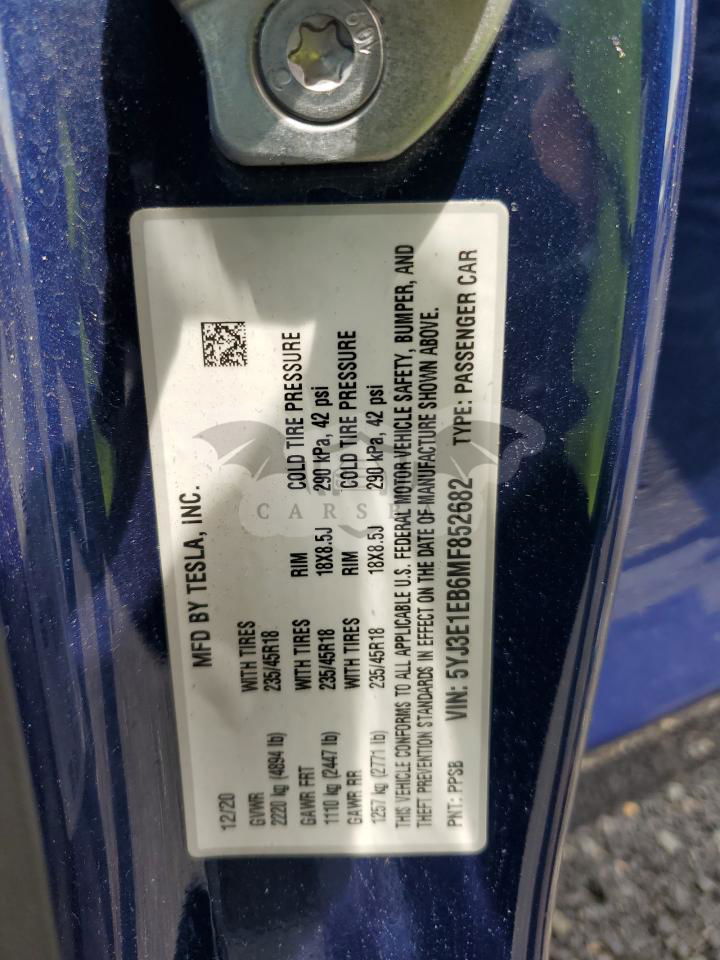 12/20 MFD BY TESLA, INC.
GVWR WITH TIRES
2220 kg (4894 lb) 235/45R18
GAWR FRT WITH TIRES RIM COLD TIRE PRESSURE
1110 kg (2447 lb) 235/45R18 18X8.5J 290 kPa, 42 psi
GAWR RR WITH TIRES RIM COLD TIRE PRESSURE
1257 kg (2771 lb) 235/45R18 18X8.5J 290 kPa, 42 psi
THIS VEHICLE CONFORMS TO ALL APPLICABLE U.S. FEDERAL MOTOR VEHICLE SAFETY, BUMPER, AND
THEFT PREVENTION STANDARDS IN EFFECT ON THE DATE OF MANUFACTURE SHOWN ABOVE.
PNT: PPSB VIN: 5YJ3E1EB6MF852682 TYPE: PASSENGER CAR